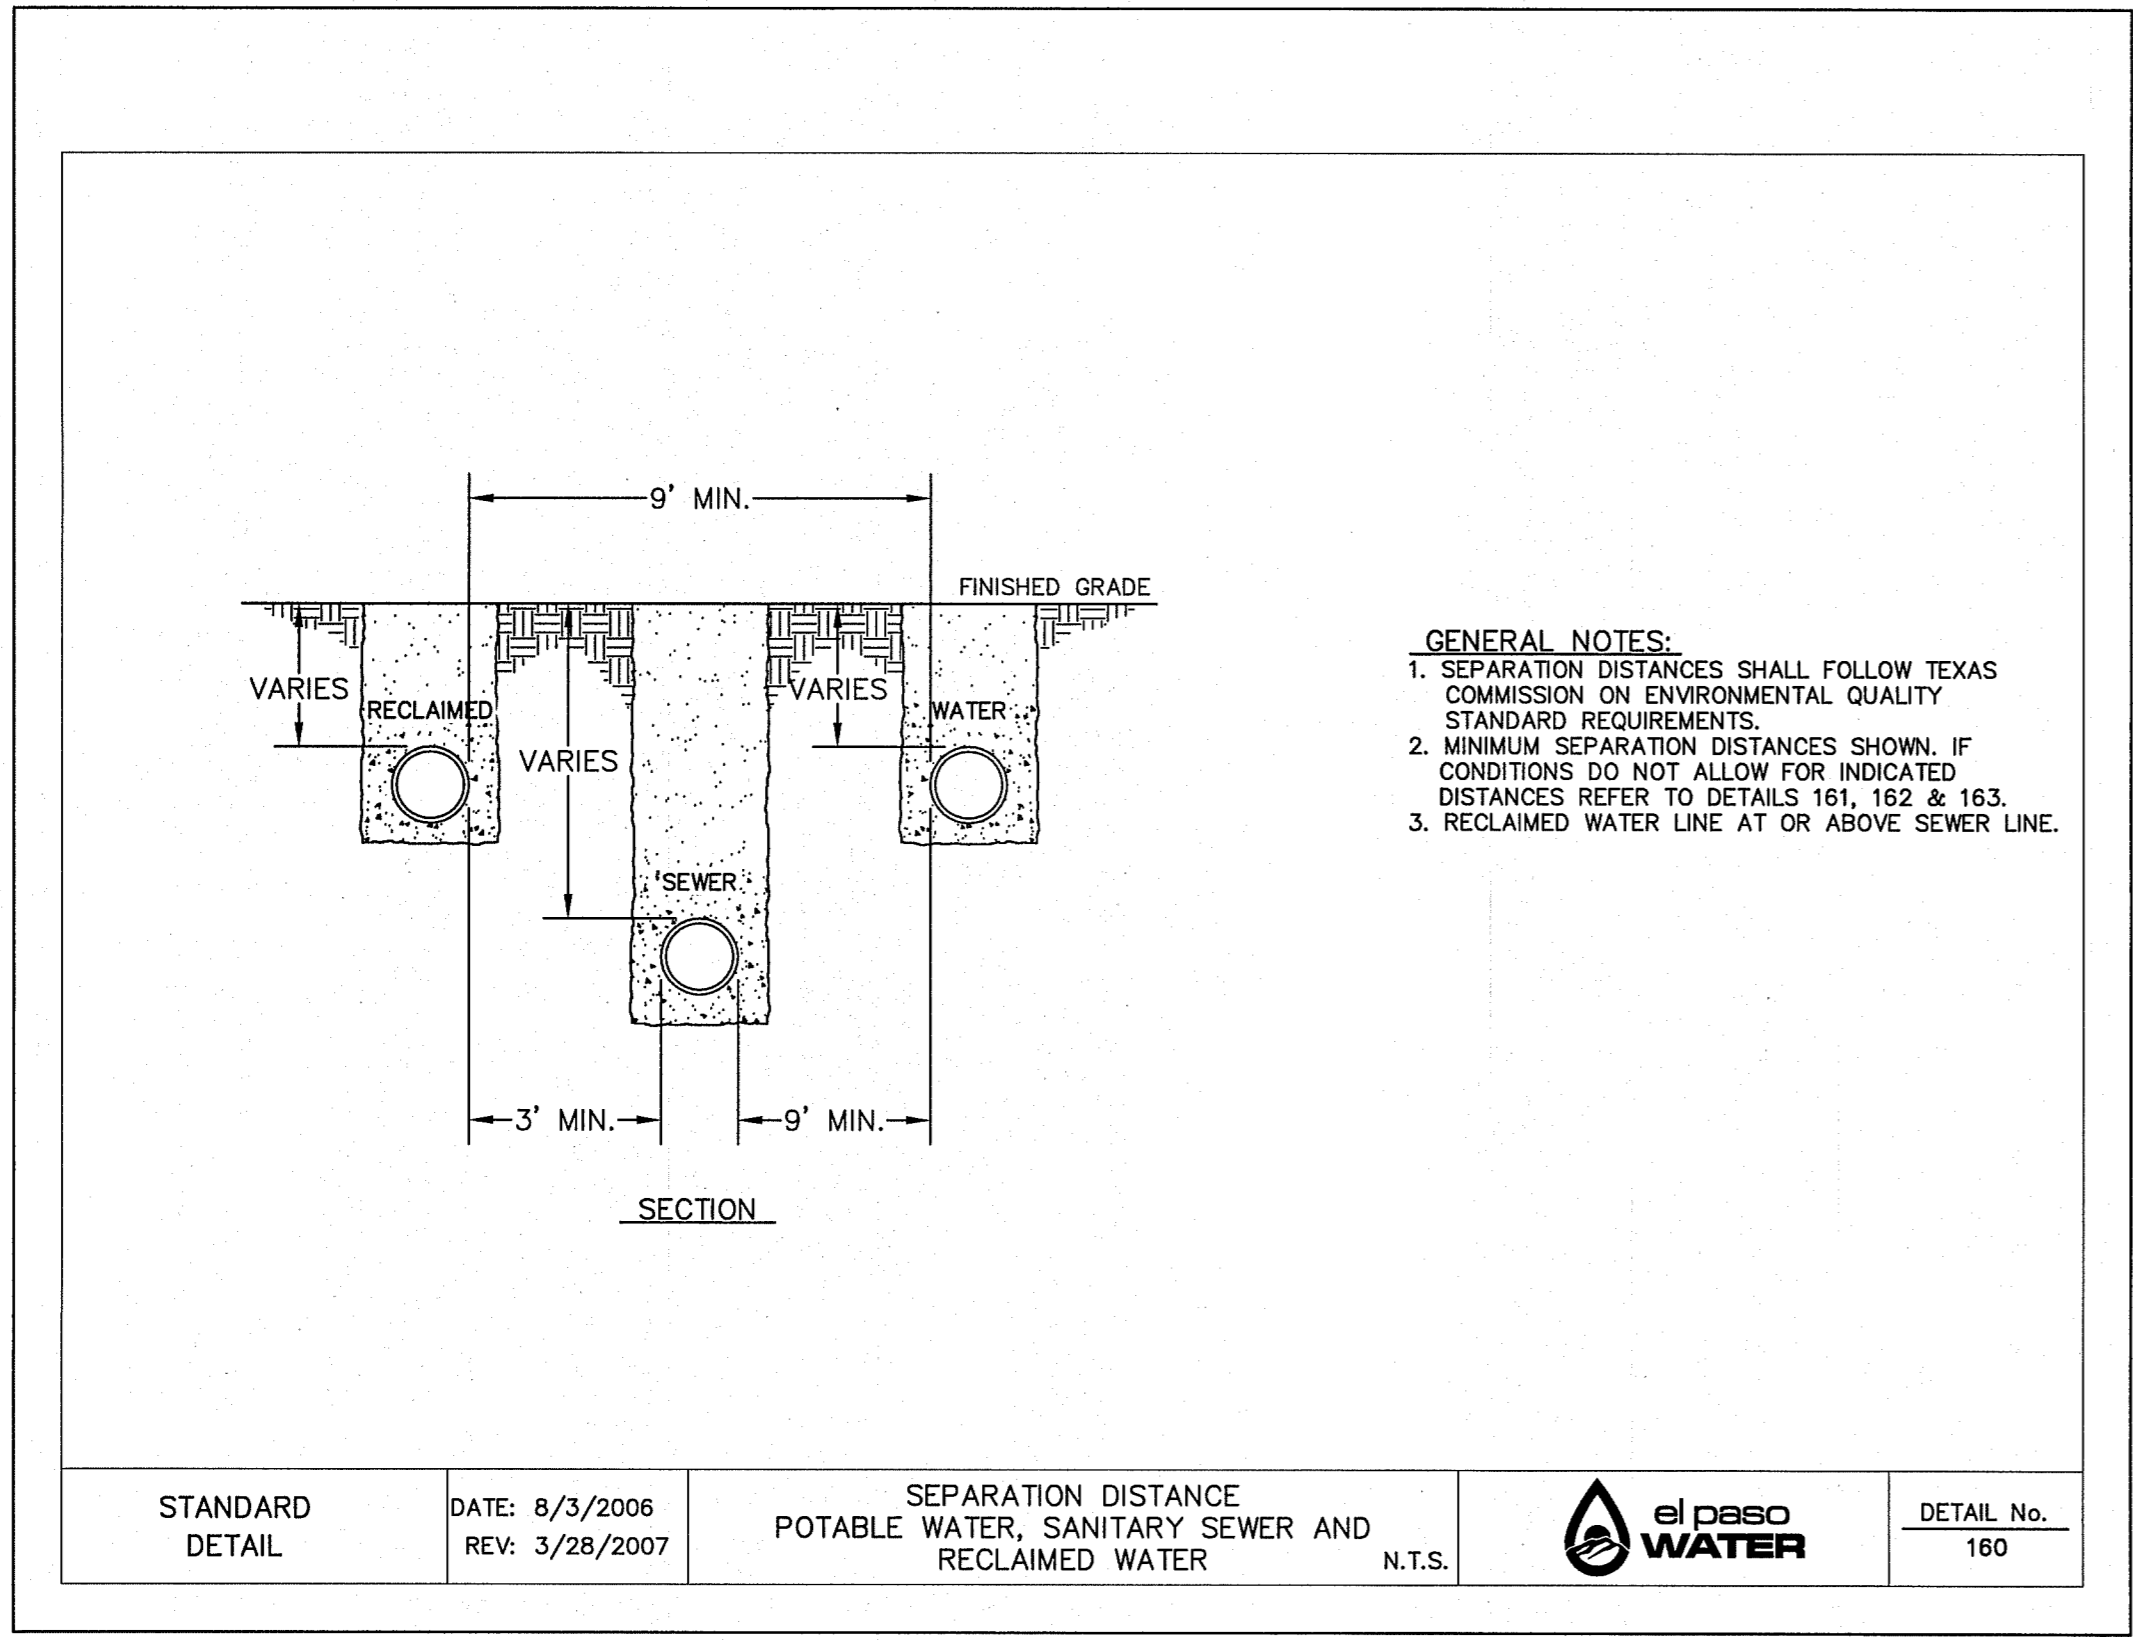 9' MIN.
FINISHED GRADE
VARIES
RECLAIMED
VARIES
VARIES
WATER
SEWER
3' MIN.
9' MIN.
SECTION
GENERAL NOTES:
1. SEPARATION DISTANCES SHALL FOLLOW TEXAS
COMMISSION ON ENVIRONMENTAL QUALITY
STANDARD REQUIREMENTS.
2. MINIMUM SEPARATION DISTANCES SHOWN. IF
CONDITIONS DO NOT ALLOW FOR INDICATED
DISTANCES REFER TO DETAILS 161, 162 & 163.
3. RECLAIMED WATER LINE AT OR ABOVE SEWER LINE.
STANDARD
DETAIL
DATE: 8/3/2006
REV: 3/28/2007
SEPARATION DISTANCE
POTABLE WATER, SANITARY SEWER AND
RECLAIMED WATER
N.T.S.
el paso
WATER
DETAIL No.
160